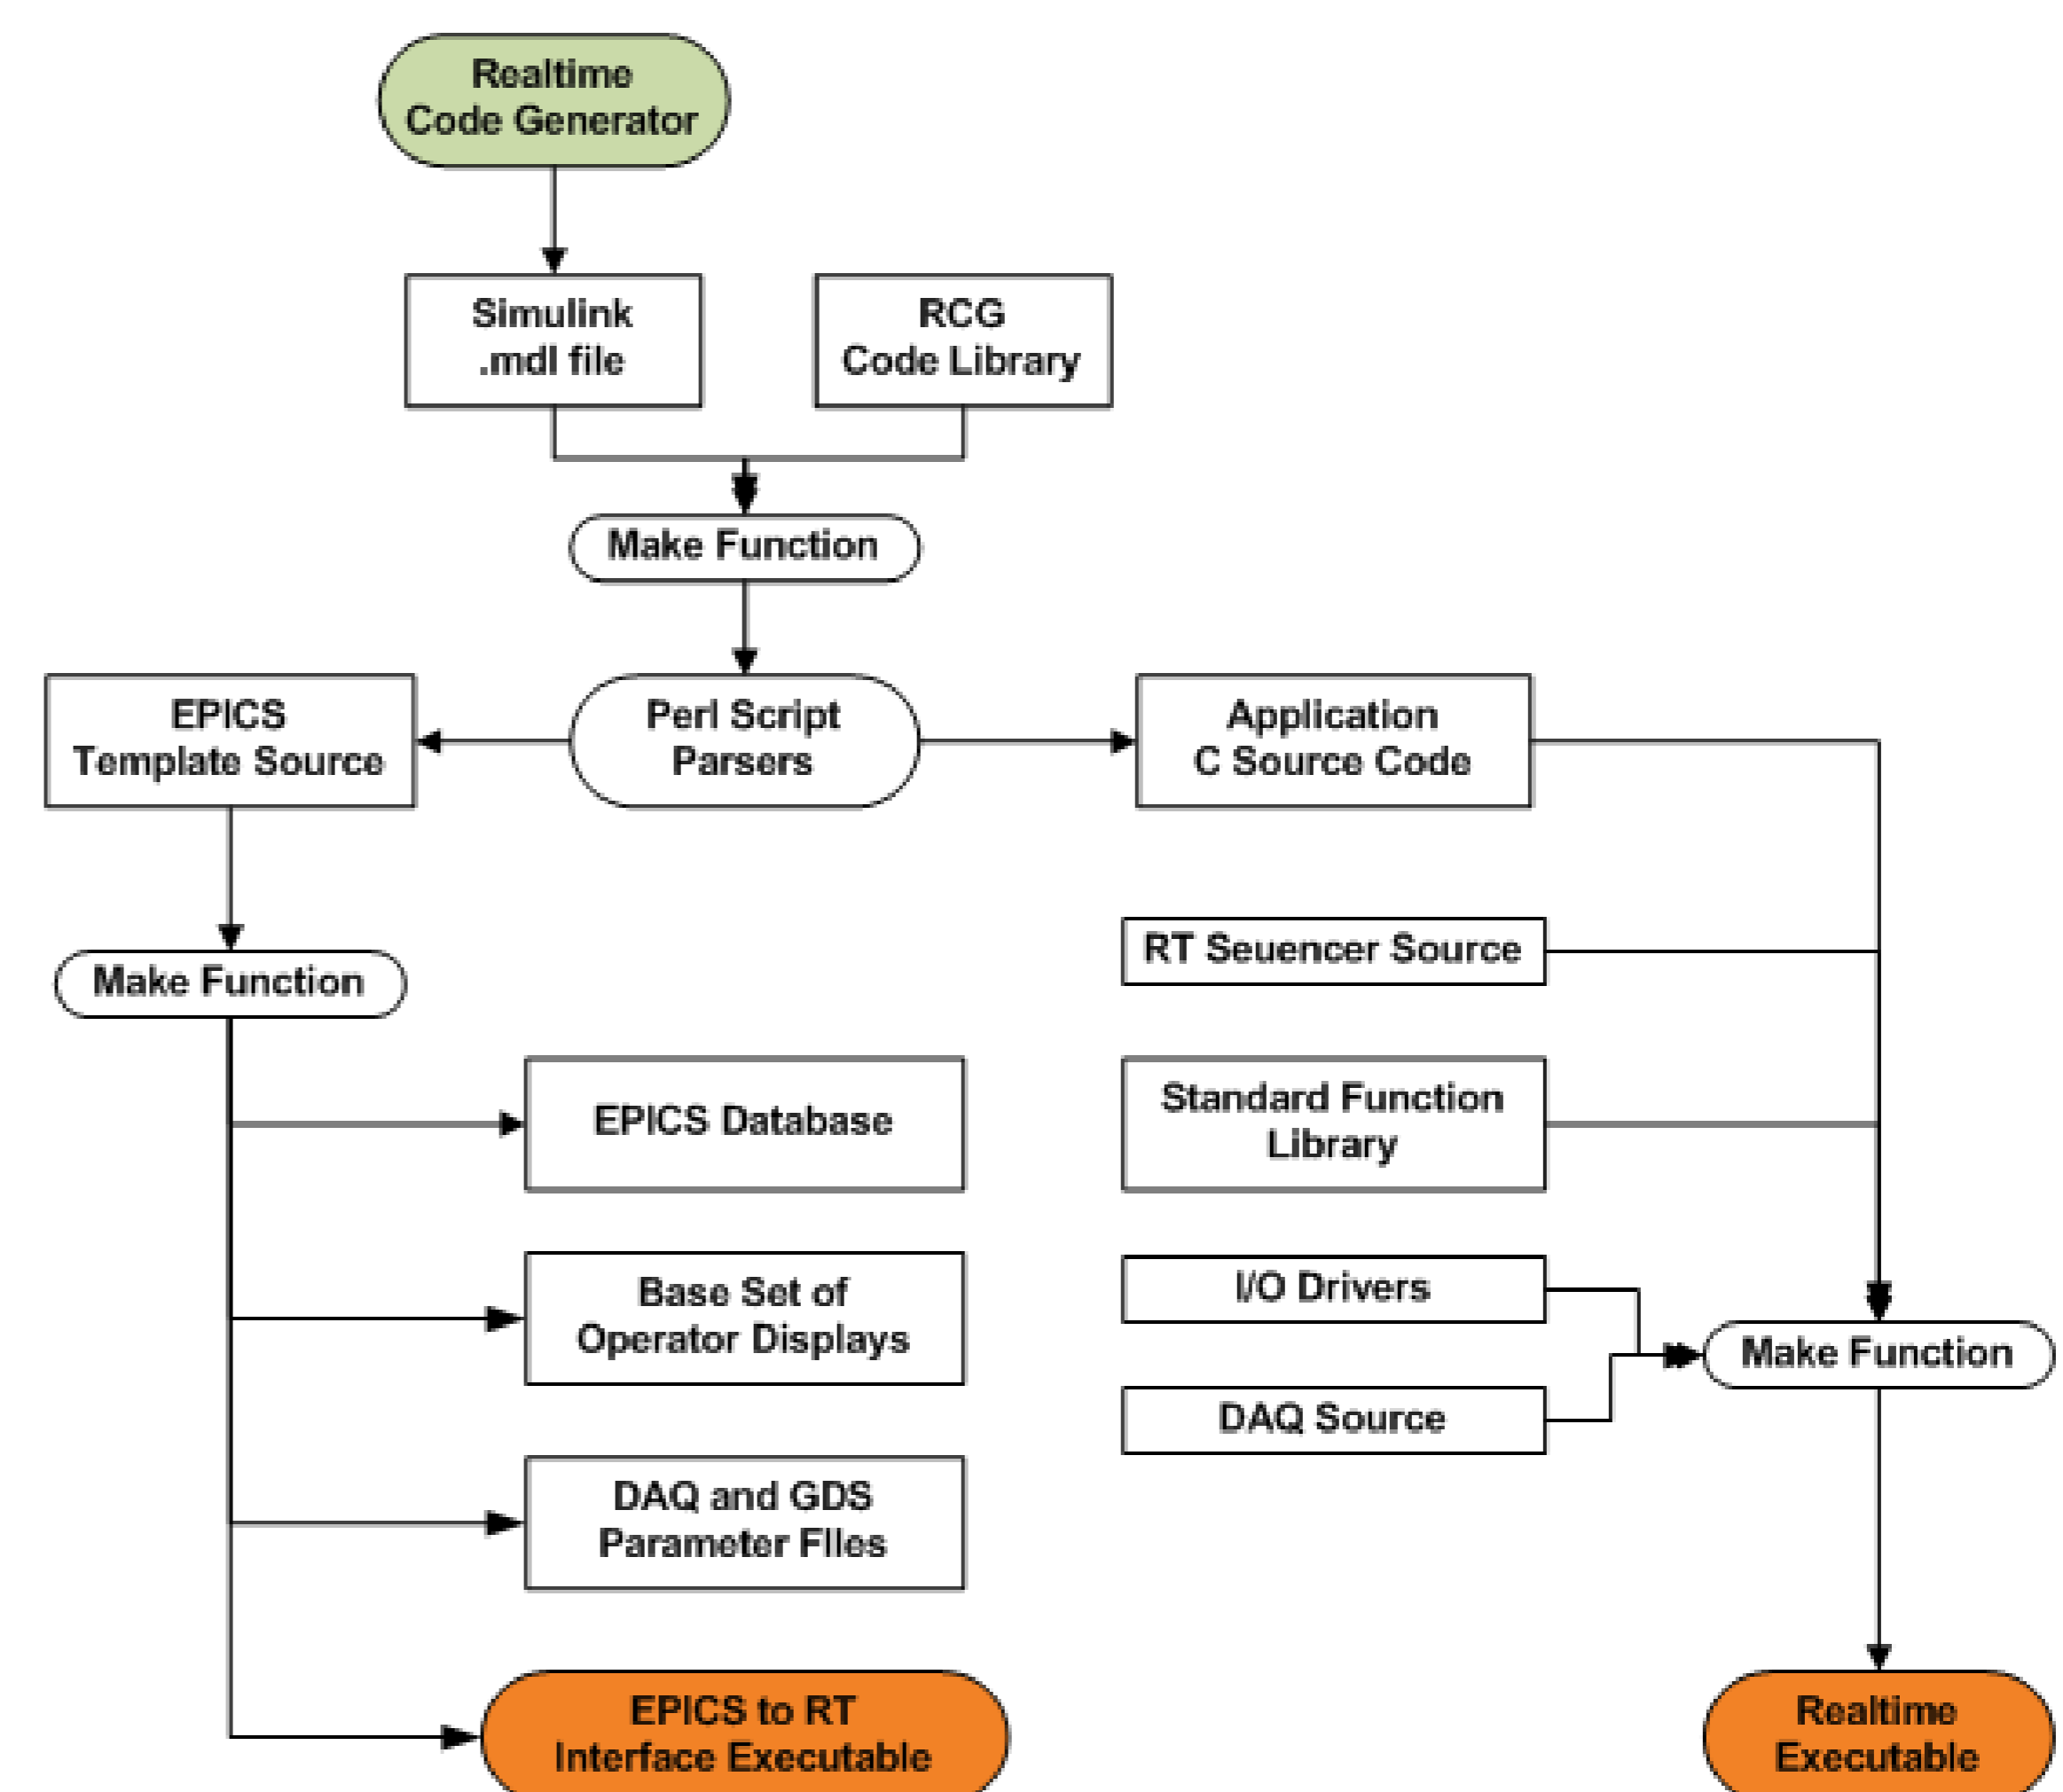 Realtime
Code Generator
Simulink
.mdl file
RCG
Code Library
Make Function
EPICS
Template Source
Perl Script
Parsers
Application
C Source Code
RT Seuencer Source
Make Function
EPICS Database
Standard Function
Library
Base Set of
Operator Displays
I/O Drivers
Make Function
DAQ Source
DAQ and GDS
Parameter FIles
EPICS to RT
Interface Executable
Realtime
Executable